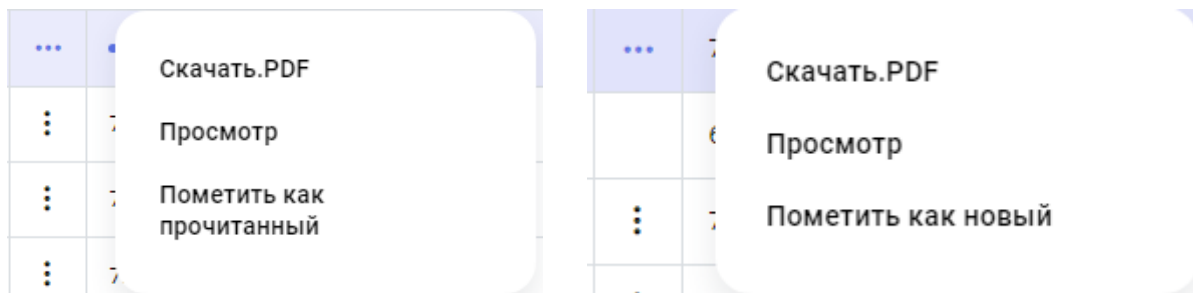 Скачать.PDF
Просмотр
Пометить как
прочитанный
Скачать.PDF
Просмотр
Пометить как новый